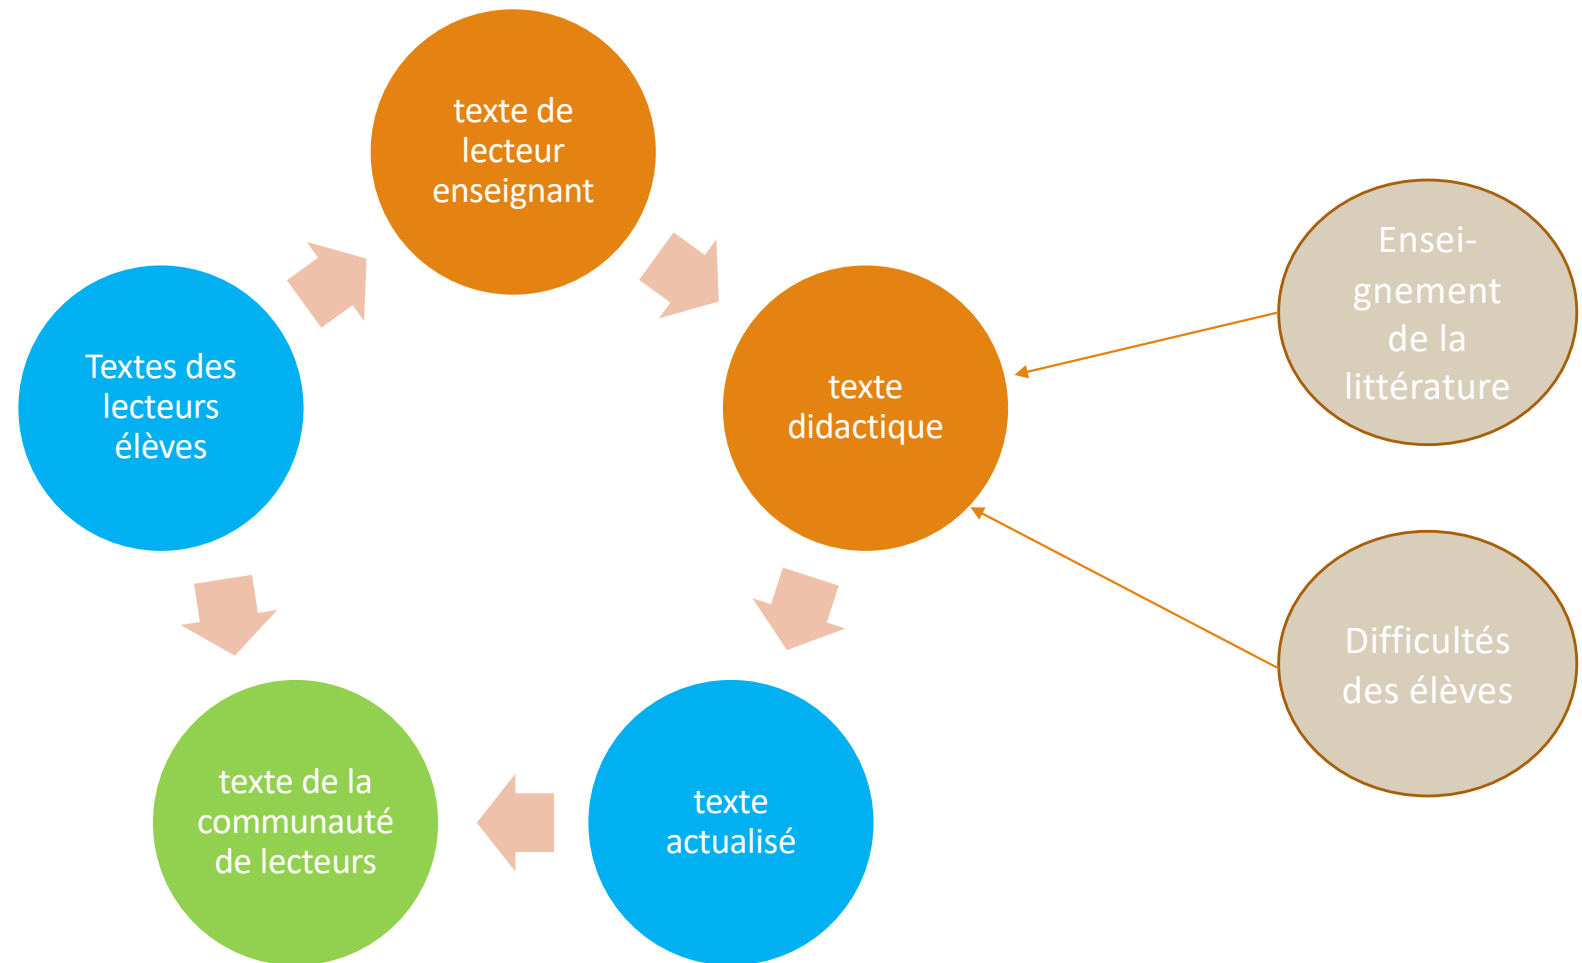 texte de
lecteur
enseignant
Textes des
lecteurs
élèves
texte
didactique
texte
actualisé
texte de la
communauté
de lecteurs
Ensei-
gnement
de la
littérature
Difficultés
des élèves